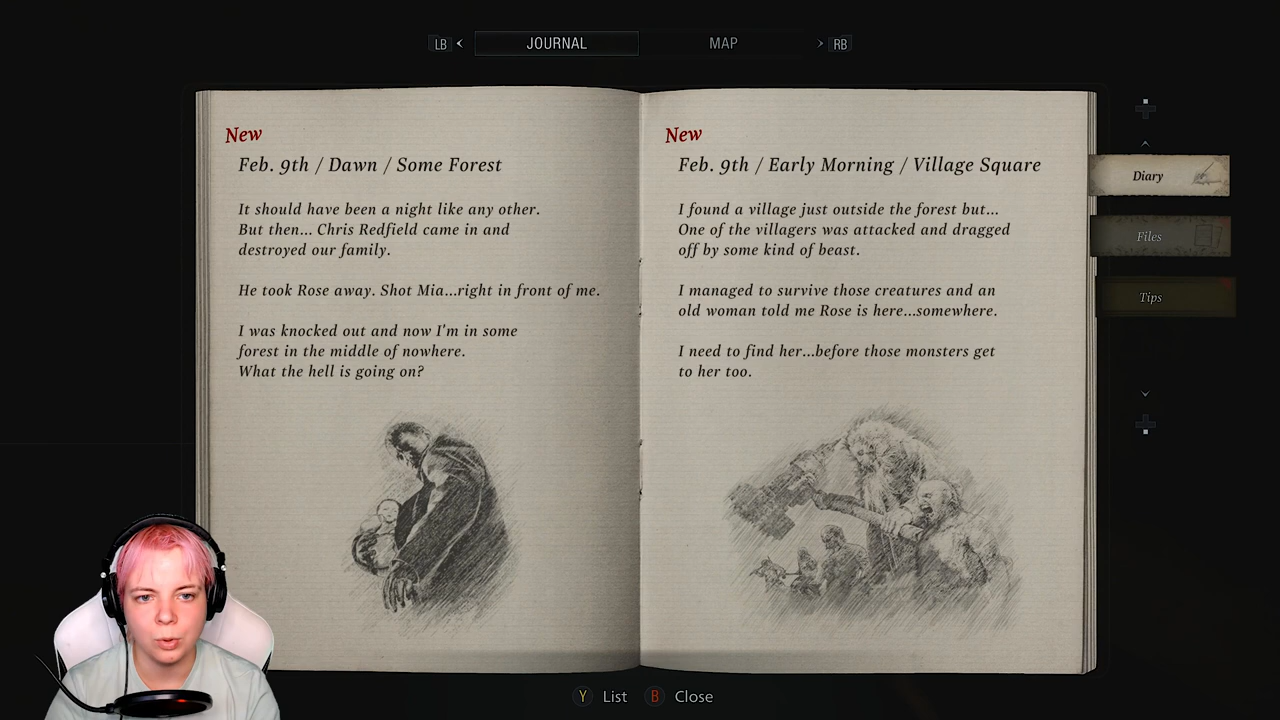 LB
JOURNAL
MAP
RB
New
Feb. 9th / Dawn / Some Forest
It should have been a night like any other.
But then... Chris Redfield came in and
destroyed our family.
He took Rose away. Shot Mia...right in front of me.
I was knocked out and now I'm in some
forest in the middle of nowhere.
What the hell is going on?
New
Feb. 9th / Early Morning / Village Square
I found a village just outside the forest but...
One of the villagers was attacked and dragged
off by some kind of beast.
I managed to survive those creatures and an
old woman told me Rose is here...somewhere.
I need to find her...before those monsters get
to her too.
Diary
Files
Tips
Y List B Close